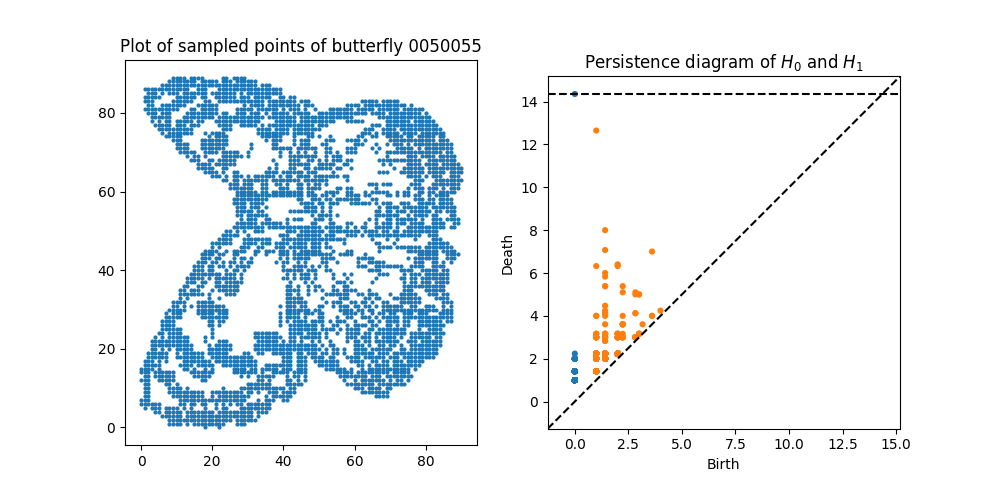 Plot of sampled points of butterfly 0050055
80
60
40
20
0
0 20 40 60 80
Persistence diagram of $H_0$ and $H_1$
14
12
10
8
6
4
2
0
Death
0.0 2.5 5.0 7.5 10.0 12.5 15.0
Birth